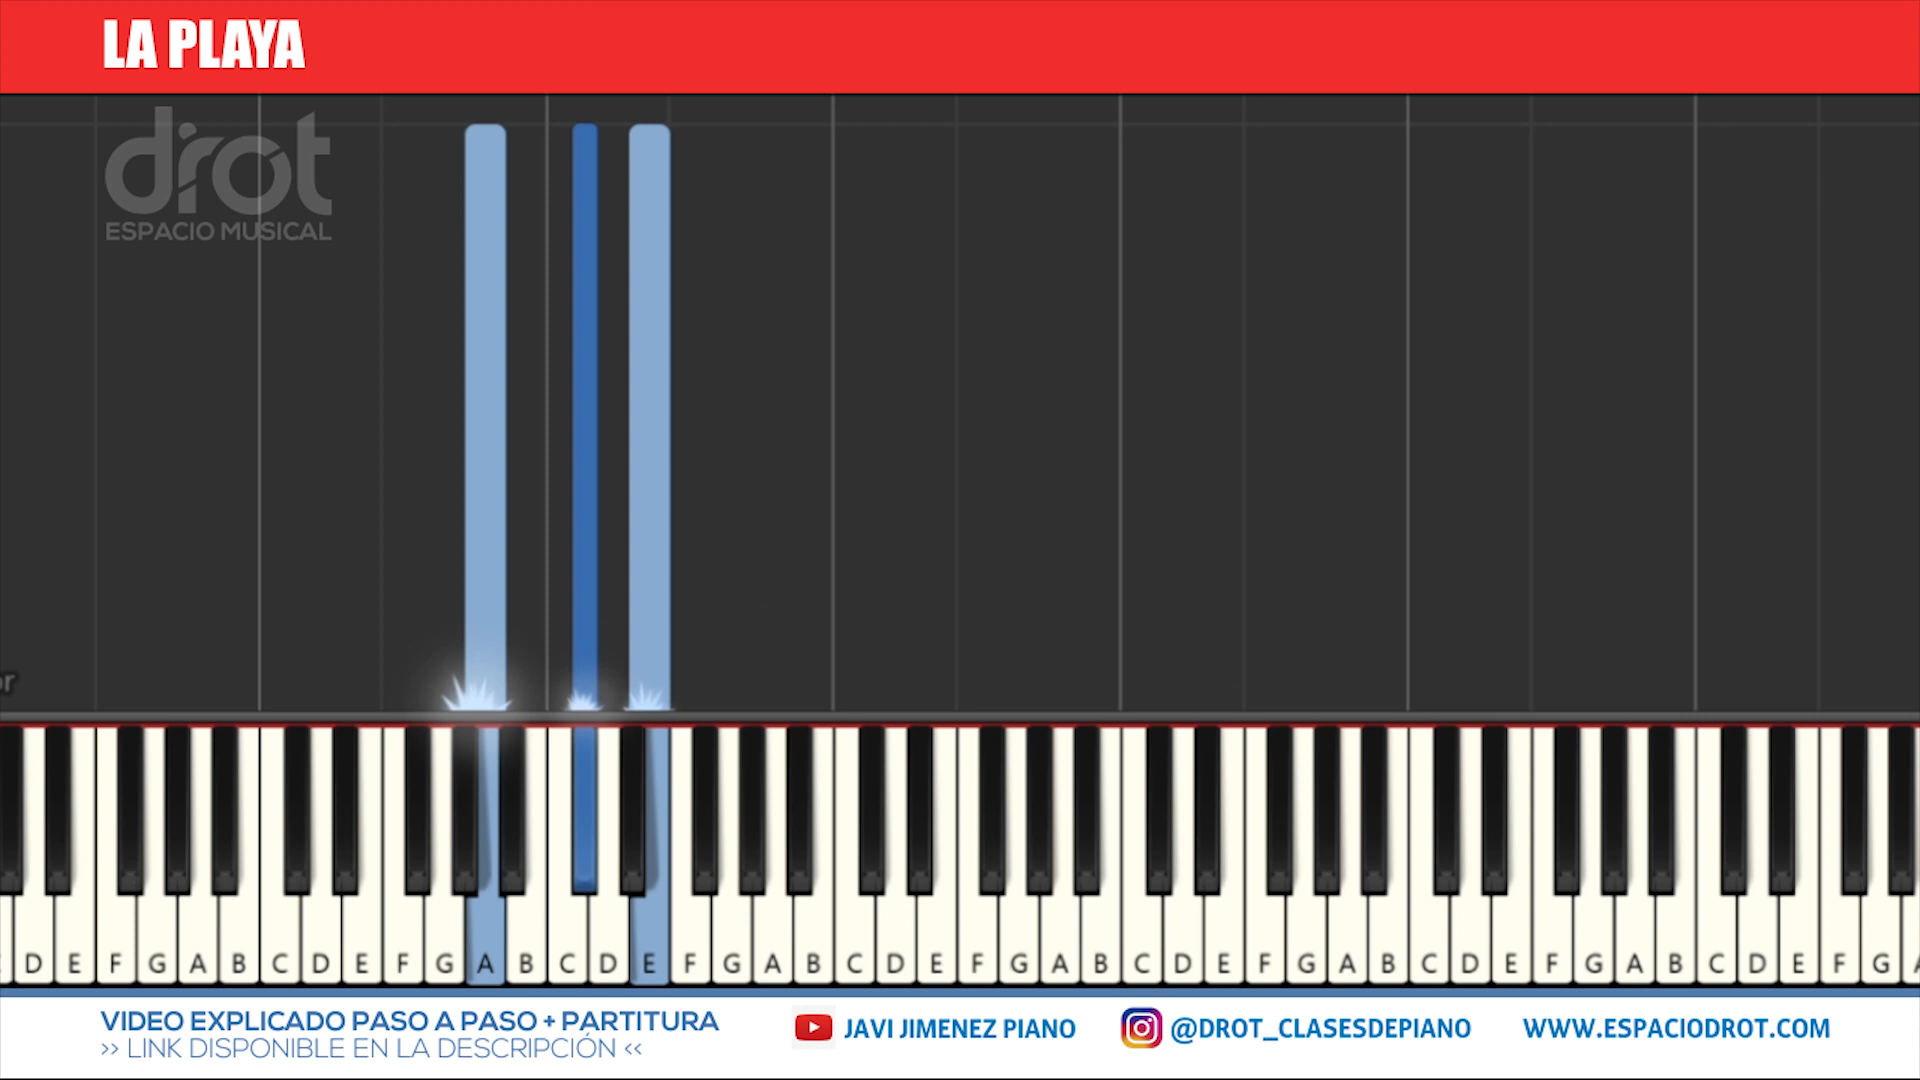 LA PLAYA
drot
ESPACIO MUSICAL
or
D E F G A B C D E F G A B C D E F G A B C D E F G A B C D E F G A B C D E F G
VIDEO EXPLICADO PASO A PASO + PARTITURA
>> LINK DISPONIBLE EN LA DESCRIPCIÓN <<
JAVI JIMENEZ PIANO
@DROT_CLASESDEPIANO
WWW.ESPACIODROT.COM